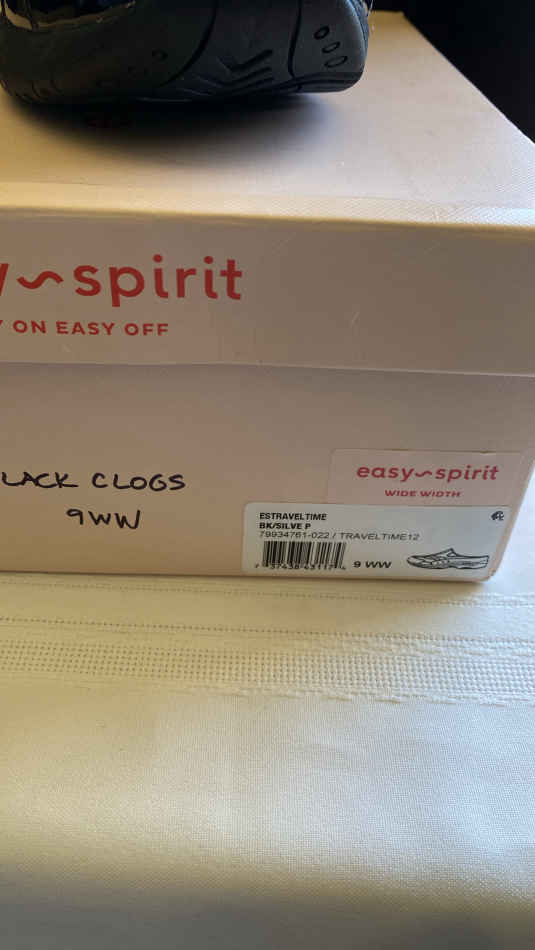 y~spirit
Y ON EASY OFF
LACK CLOGS
9WW
easy~spirit
WIDE WIDTH
ESTRAVELTIME
BK/SILVE P
79934761-022 / TRAVELTIME12
9 WW